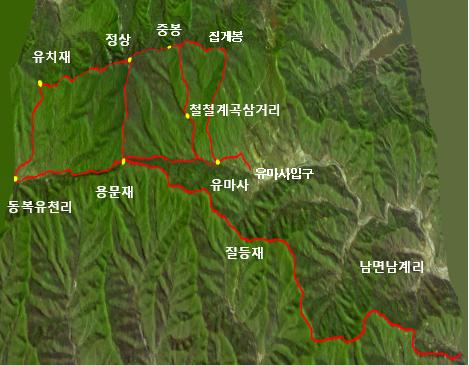 중봉
정상
집게봉
유치재
철철계곡삼거리
유마사입구
유마사
용문재
동복유천리
질등재
남면남계리